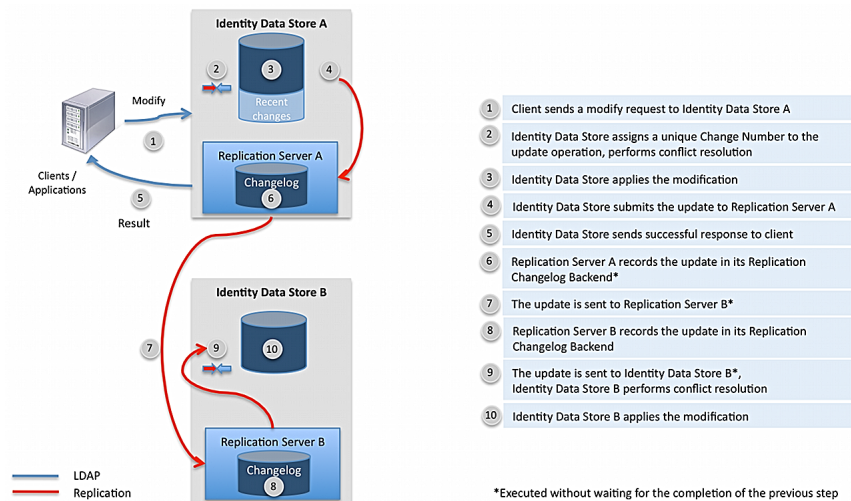 Identity Data Store A
2
3
4
Modify
Recent
changes
1
Replication Server A
Clients /
Applications
Changelog
5
6
Result
Identity Data Store B
7
9
10
Replication Server B
Changelog
8
LDAP
Replication
1 Client sends a modify request to Identity Data Store A
2 Identity Data Store assigns a unique Change Number to the
update operation, performs conflict resolution
3 Identity Data Store applies the modification
4 Identity Data Store submits the update to Replication Server A
5 Identity Data Store sends successful response to client
6 Replication Server A records the update in its Replication
Changelog Backend*
7 The update is sent to Replication Server B*
8 Replication Server B records the update in its Replication
Changelog Backend
9 The update is sent to Identity Data Store B*,
Identity Data Store B performs conflict resolution
10 Identity Data Store B applies the modification
*Executed without waiting for the completion of the previous step